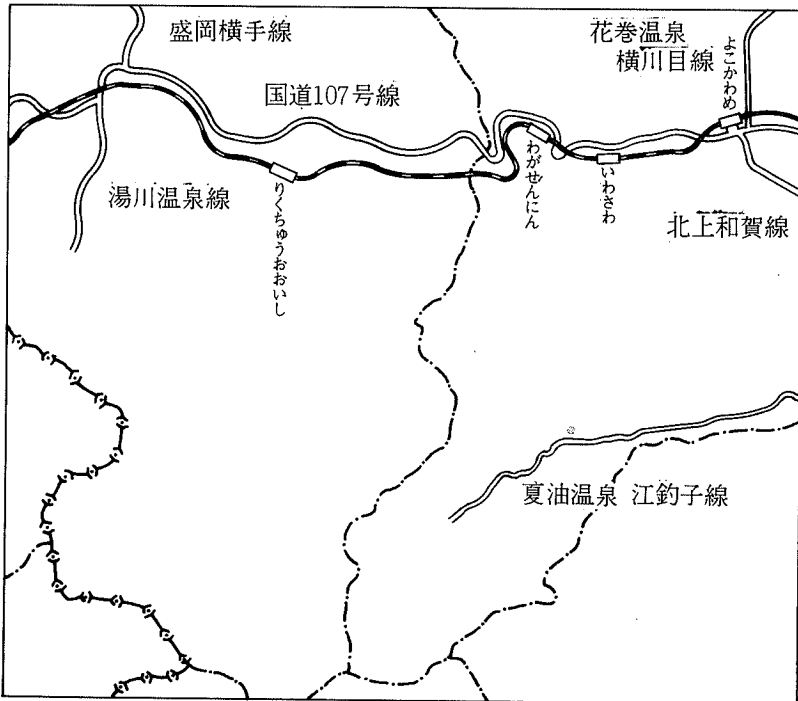 盛岡横手線
花巻温泉
横川目線
よこかわめ
国道107号線
わがせんにん
いわさわ
湯川温泉線
りくちゅうおおいし
北上和賀線
夏油温泉 江釣子線